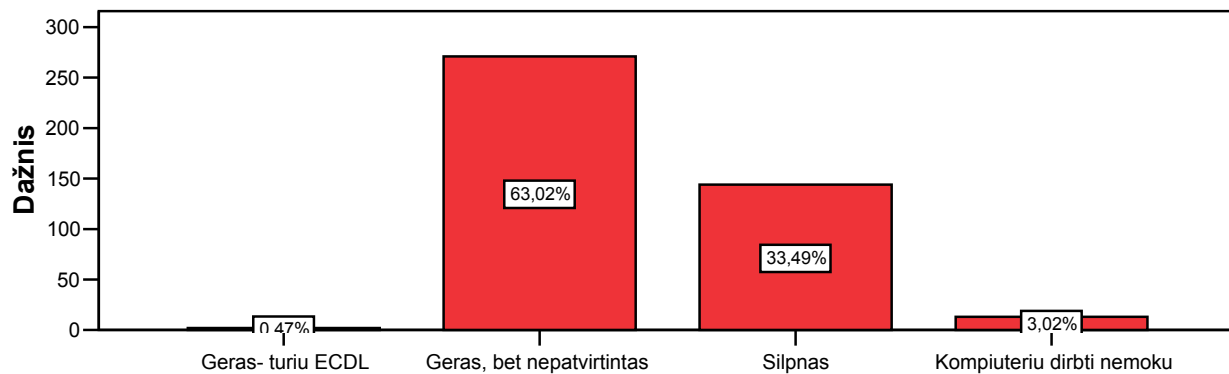 Dažnis
300
250
200
150
100
50
0
0,47%
63,02%
33,49%
3,02%
Geras- turiu ECDL
Geras, bet nepatvirtintas
Silpnas
Kompiuteriu dirbti nemoku